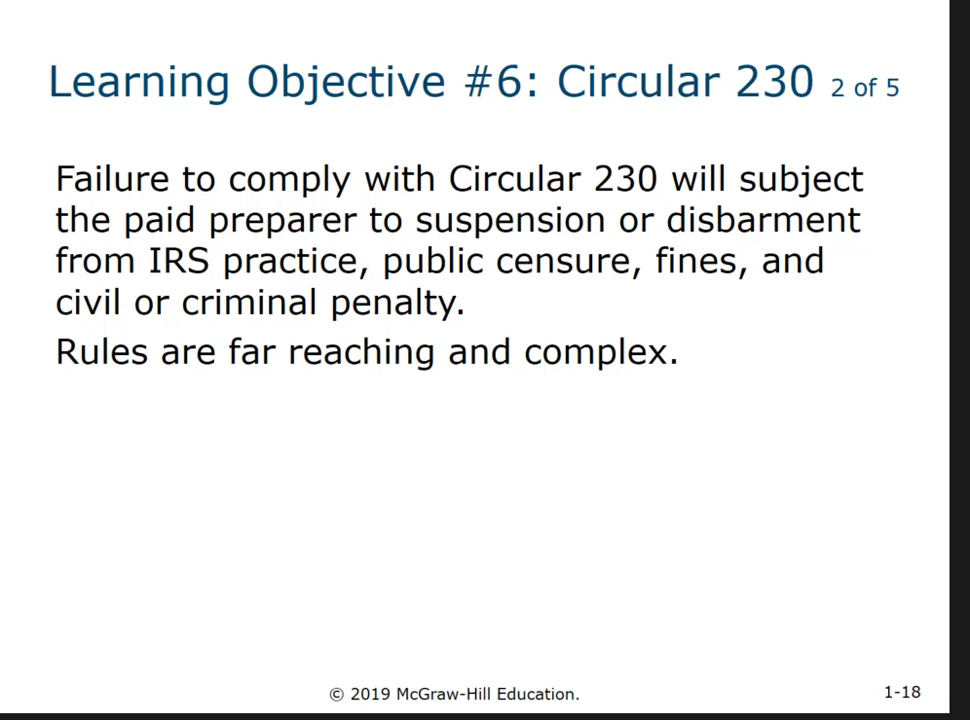 Learning Objective #6: Circular 230 2 of 5
Failure to comply with Circular 230 will subject
the paid preparer to suspension or disbarment
from IRS practice, public censure, fines, and
civil or criminal penalty.
Rules are far reaching and complex.
© 2019 McGraw-Hill Education.
1-18